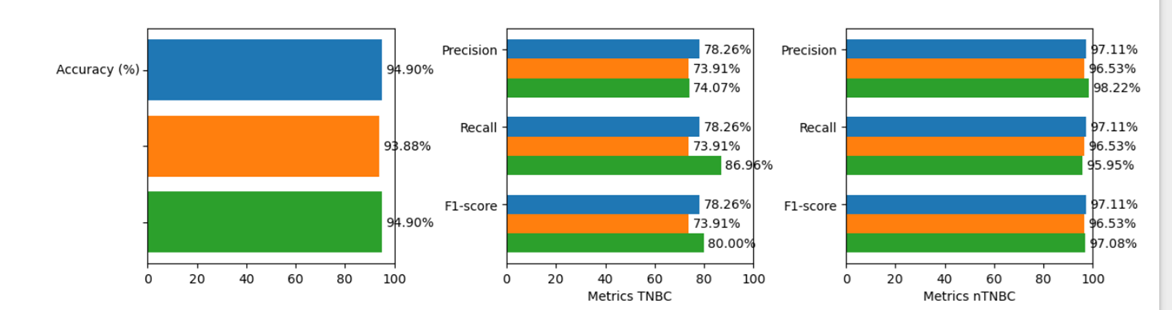 Accuracy (%)
94.90%
93.88%
94.90%
0 20 40 60 80 100
Precision
78.26%
73.91%
74.07%
Recall
78.26%
73.91%
86.96%
F1-score
78.26%
73.91%
80.00%
0 20 40 60 80 100
Metrics TNBC
Precision
97.11%
96.53%
98.22%
Recall
97.11%
96.53%
95.95%
F1-score
97.11%
96.53%
97.08%
0 20 40 60 80 100
Metrics nTNBC